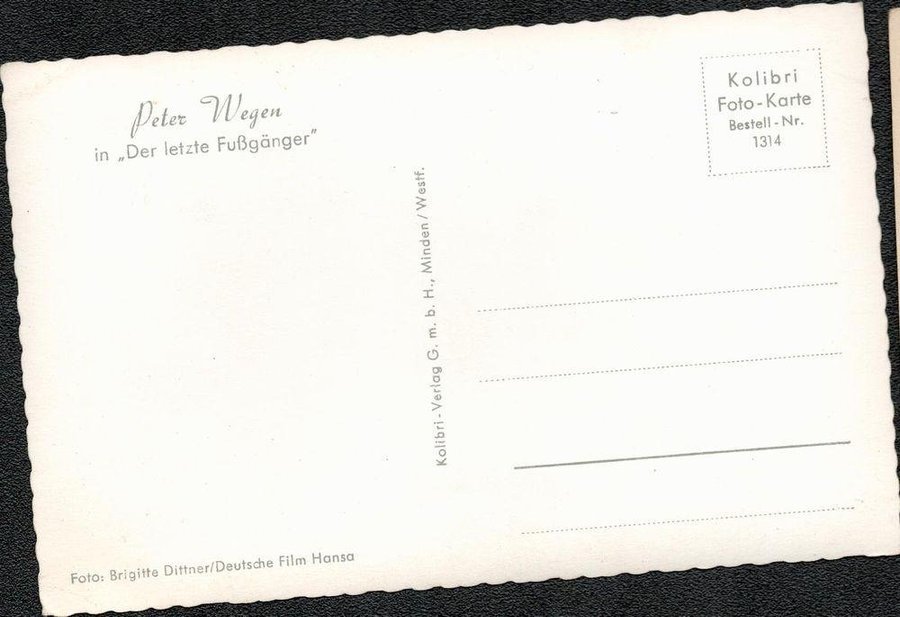 Peter Wegen
in „Der letzte Fußgänger"
Kolibri
Foto-Karte
Bestell-Nr.
1314
Kolibri-Verlag G. m. b. H., Minden/Westf.
Foto: Brigitte Dittner/Deutsche Film Hansa